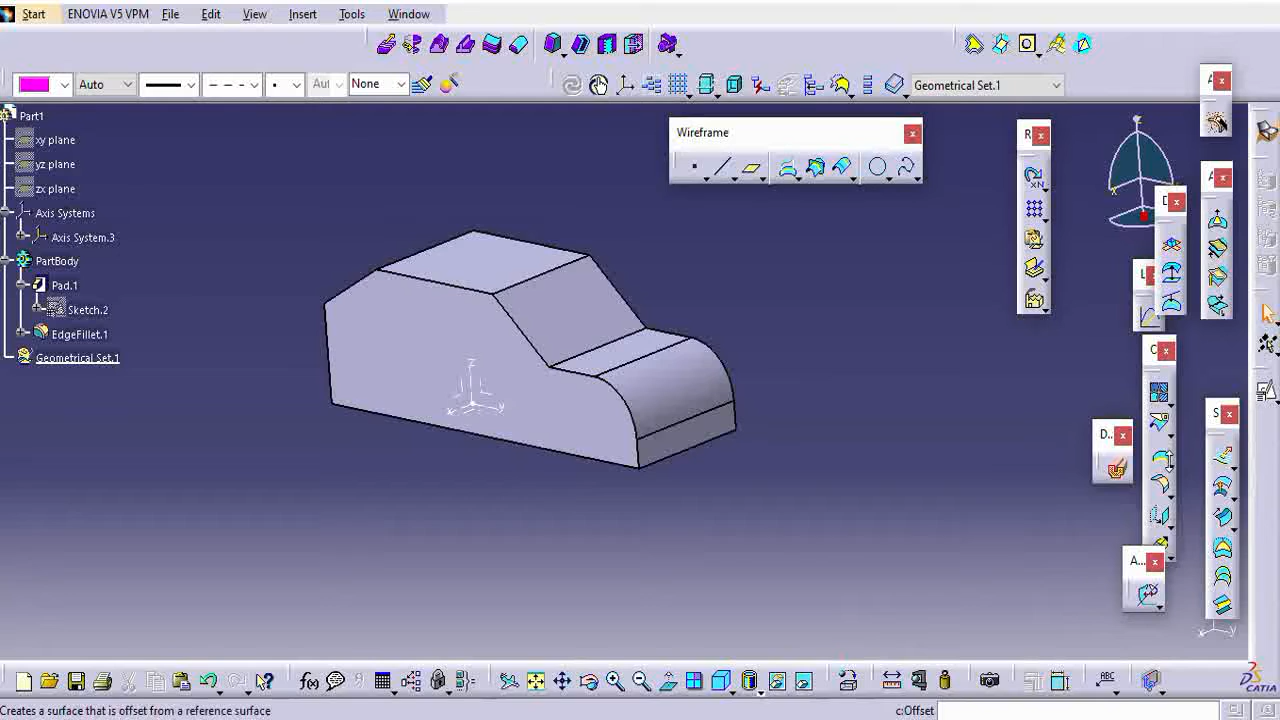 Start ENOVIA V5 VPM File Edit View Insert Tools Window
Auto Aut None Geometrical Set.1
Part1
xy plane
yz plane
zx plane
Axis Systems
Axis System.3
PartBody
Pad.1
Sketch.2
EdgeFillet.1
Geometrical Set.1
Wireframe
R
A
A
D
L
C
D..
S
A...
z
x
y
z
y
x
y
ABC
CATIA
Creates a surface that is offset from a reference surface
c:Offset